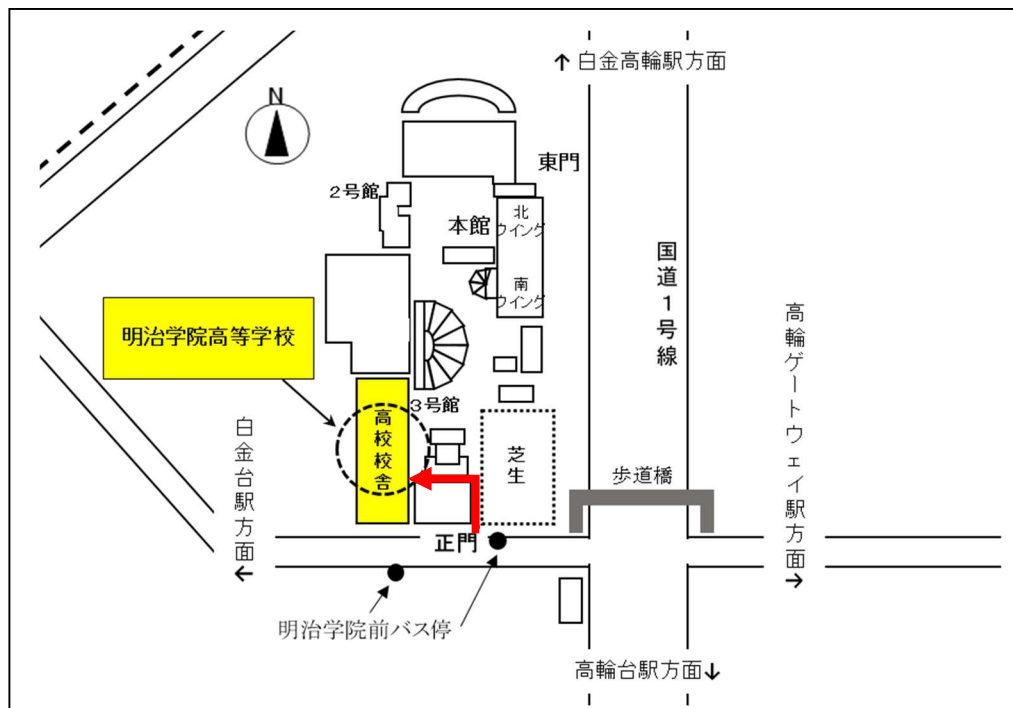 ↑ 白金高輪駅方面
N
東門
2号館
北
ウイング
本館
南
ウイング
国道1号線
高輪ゲートウェイ駅方面
→
明治学院高等学校
3号館
高校校舎
芝生
歩道橋
白金台駅方面
←
正門
明治学院前バス停
高輪台駅方面↓